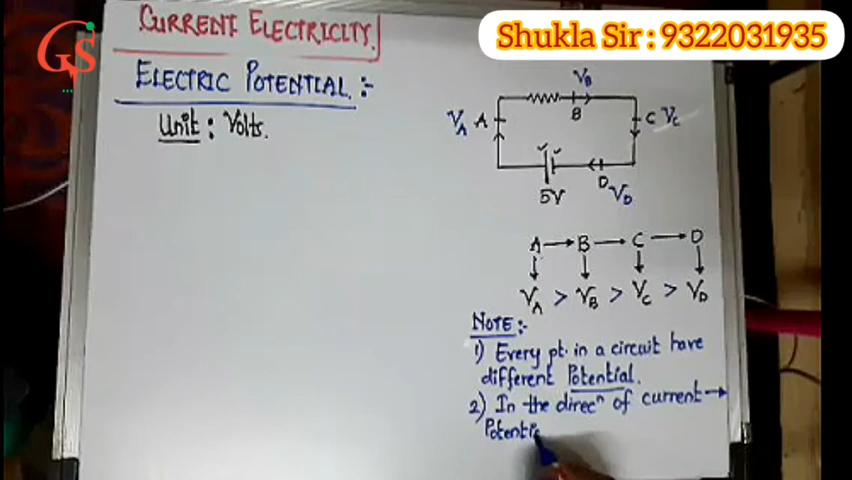 Shukla Sir : 9322031935
GS
CURRENT ELECTRICITY
ELECTRIC POTENTIAL :-
Unit : Volts.
VB
VA A B C VC
D VD
5V
A → B → C → D
↓ ↓ ↓ ↓
VA > VB > VC > VD
NOTE :-
1) Every pt. in a circuit have
different Potential.
2) In the direcⁿ of current →
Potenti